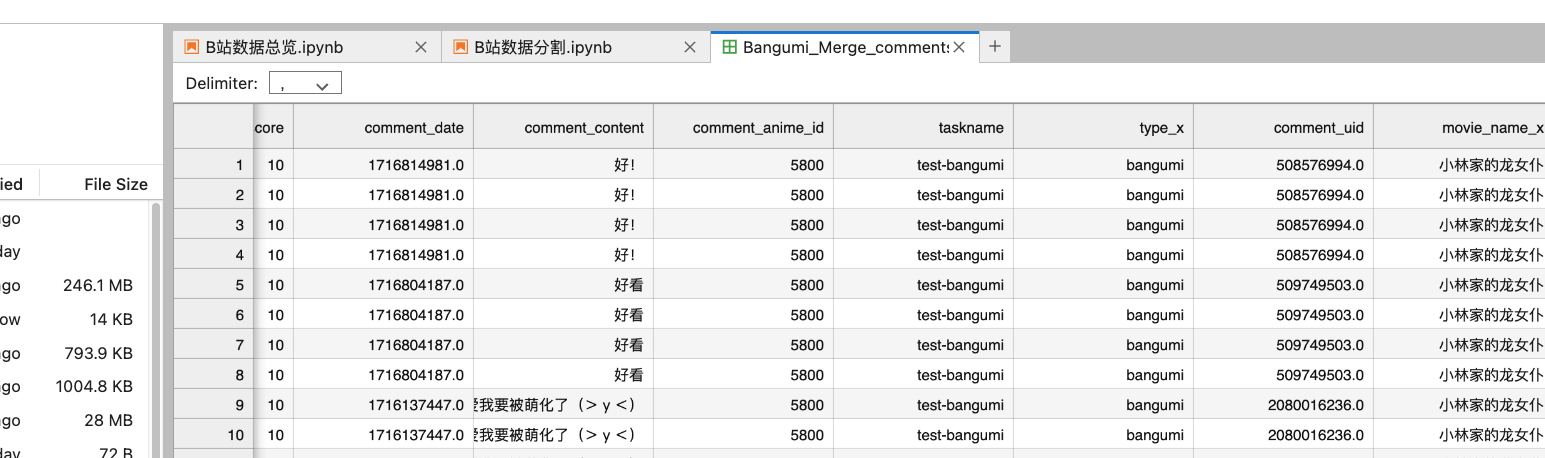 B站数据总览.ipynb B站数据分割.ipynb Bangumi_Merge_comments
Delimiter: ,
core comment_date comment_content comment_anime_id taskname type_x comment_uid movie_name_x
1 10 1716814981.0 好！ 5800 test-bangumi bangumi 508576994.0 小林家的龙女仆
ied File Size
2 10 1716814981.0 好！ 5800 test-bangumi bangumi 508576994.0 小林家的龙女仆
go
3 10 1716814981.0 好！ 5800 test-bangumi bangumi 508576994.0 小林家的龙女仆
day
4 10 1716814981.0 好！ 5800 test-bangumi bangumi 508576994.0 小林家的龙女仆
go 246.1 MB
5 10 1716804187.0 好看 5800 test-bangumi bangumi 509749503.0 小林家的龙女仆
ow 14 KB
6 10 1716804187.0 好看 5800 test-bangumi bangumi 509749503.0 小林家的龙女仆
go 793.9 KB
7 10 1716804187.0 好看 5800 test-bangumi bangumi 509749503.0 小林家的龙女仆
go 1004.8 KB
8 10 1716804187.0 好看 5800 test-bangumi bangumi 509749503.0 小林家的龙女仆
go 28 MB
9 10 1716137447.0 我要被萌化了（＞y＜） 5800 test-bangumi bangumi 2080016236.0 小林家的龙女仆
10 10 1716137447.0 我要被萌化了（＞y＜） 5800 test-bangumi bangumi 2080016236.0 小林家的龙女仆
day 72 B